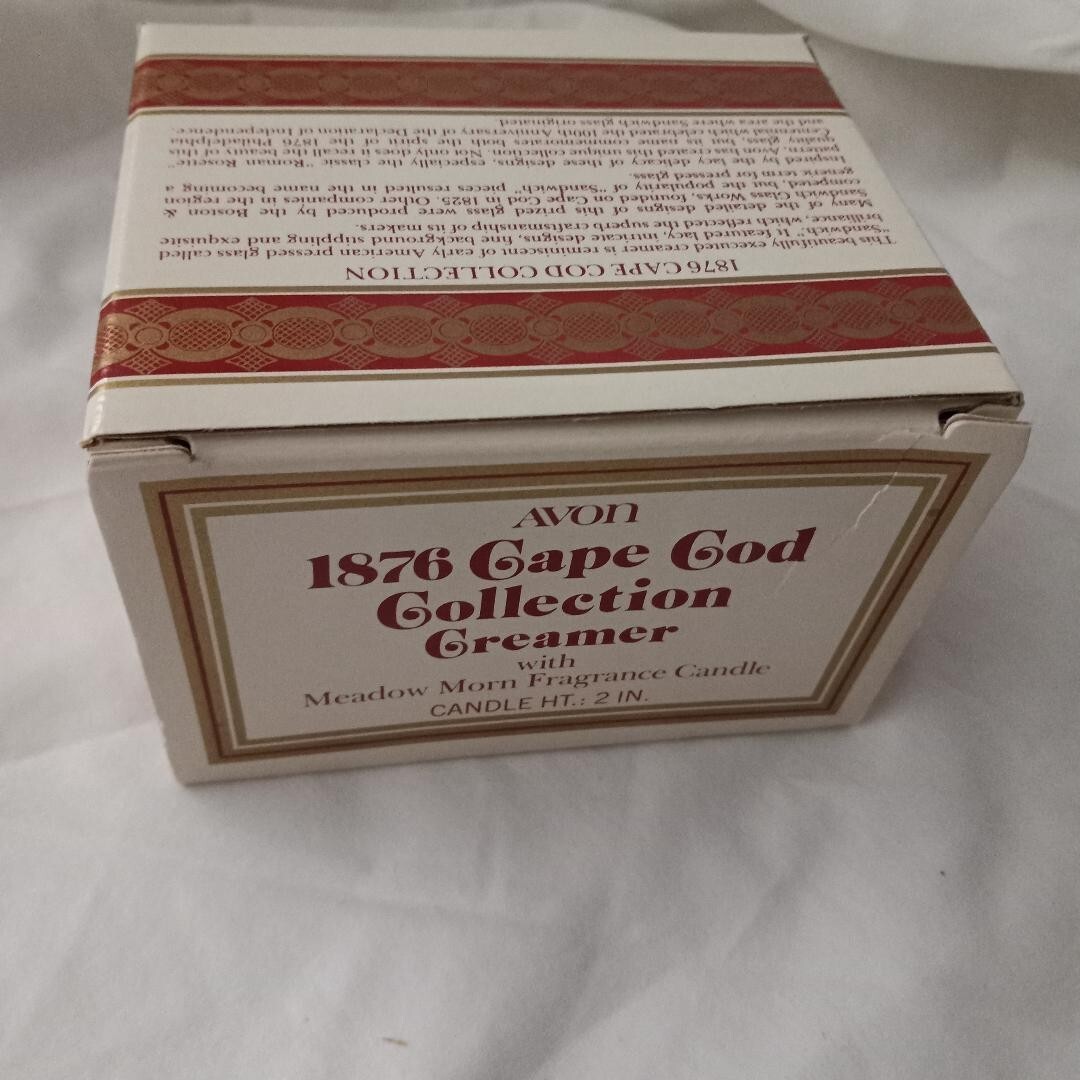 1876 CAPE COD COLLECTION
This beautifully executed creamer is reminiscent of early American pressed glass called
"Sandwich." It featured lacy, intricate designs, fine background stippling and exquisite
brilliance, which reflected the superb craftsmanship of its makers.
Many of the detailed designs of this prized glass were produced by the Boston &
Sandwich Glass Works, founded on Cape Cod in 1825. Other companies in the region
competed, but the popularity of "Sandwich" pieces resulted in the name becoming a
generic term for pressed glass.
Inspired by the lacy delicacy of these designs, especially the classic "Roman Rosette"
pattern, Avon has created this unique collection. Not only does it recall the beauty of this
quality glass, but its name commemorates both the spirit of the 1876 Philadelphia
Centennial which celebrated the 100th Anniversary of the Declaration of Independence
and the area where Sandwich glass originated.
AVON
1876 Cape Cod
Collection
Creamer
with
Meadow Morn Fragrance Candle
CANDLE HT.: 2 IN.